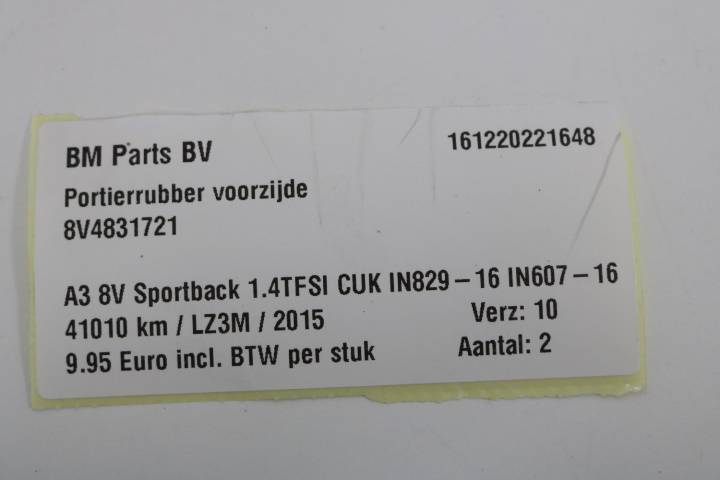 BM Parts BV 161220221648
Portierrubber voorzijde
8V4831721
A3 8V Sportback 1.4TFSI CUK IN829 – 16 IN607 – 16
41010 km / LZ3M / 2015 Verz: 10
9.95 Euro incl. BTW per stuk Aantal: 2